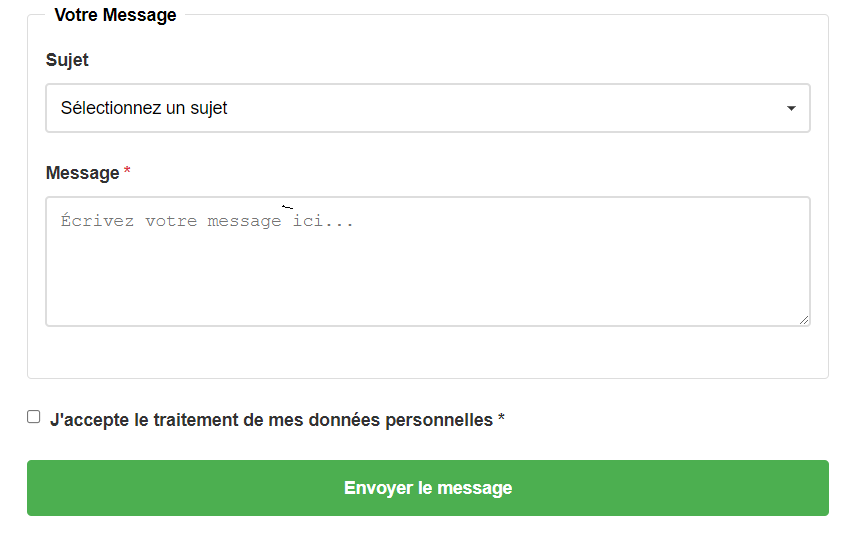 Votre Message
Sujet
Sélectionnez un sujet
Message *
Écrivez votre message ici...
J'accepte le traitement de mes données personnelles *
Envoyer le message